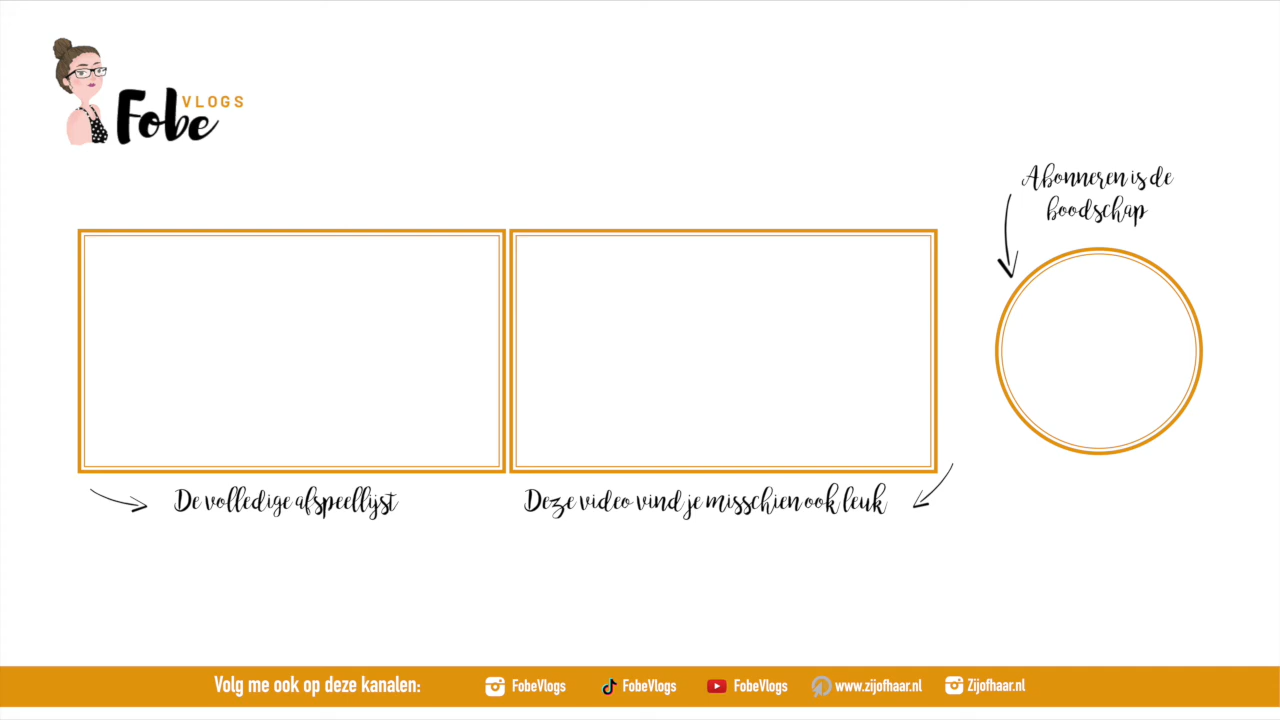 VLOGS
Fobe
Abonneren is de
boodschap
De volledige afspeellijst
Deze video vind je misschien ook leuk
Volg me ook op deze kanalen: FobeVlogs FobeVlogs FobeVlogs www.zijofhaar.nl Zijofhaar.nl